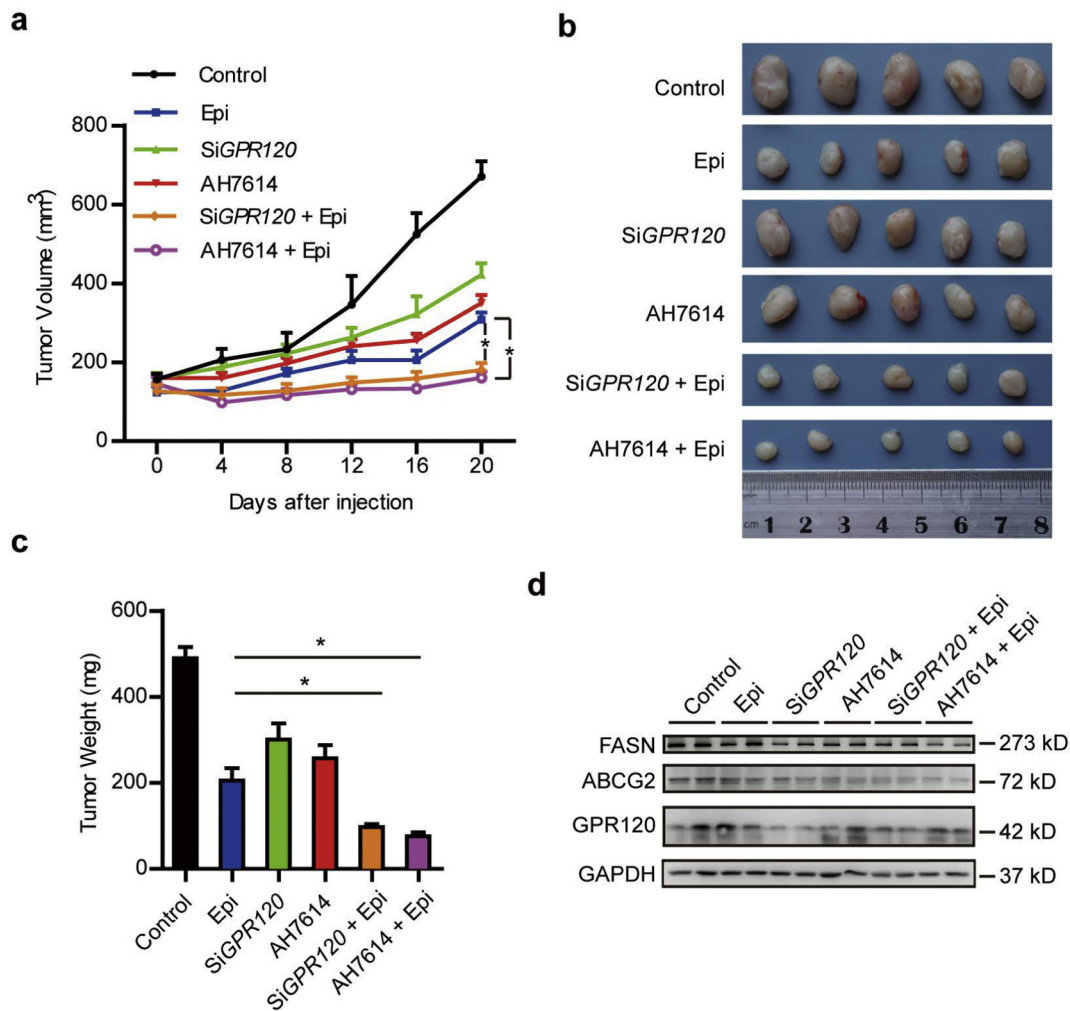 a
Control
Epi
SiGPR120
AH7614
SiGPR120 + Epi
AH7614 + Epi
800
600
400
200
0
Tumor Volume (mm³)
0 4 8 12 16 20
Days after injection
*
*
b
Control
Epi
SiGPR120
AH7614
SiGPR120 + Epi
AH7614 + Epi
cm 1 2 3 4 5 6 7 8
c
600
400
200
0
Tumor Weight (mg)
*
*
Control
Epi
SiGPR120
AH7614
SiGPR120 + Epi
AH7614 + Epi
d
Control
Epi
SiGPR120
AH7614
SiGPR120 + Epi
AH7614 + Epi
FASN 273 kD
ABCG2 72 kD
GPR120 42 kD
GAPDH 37 kD